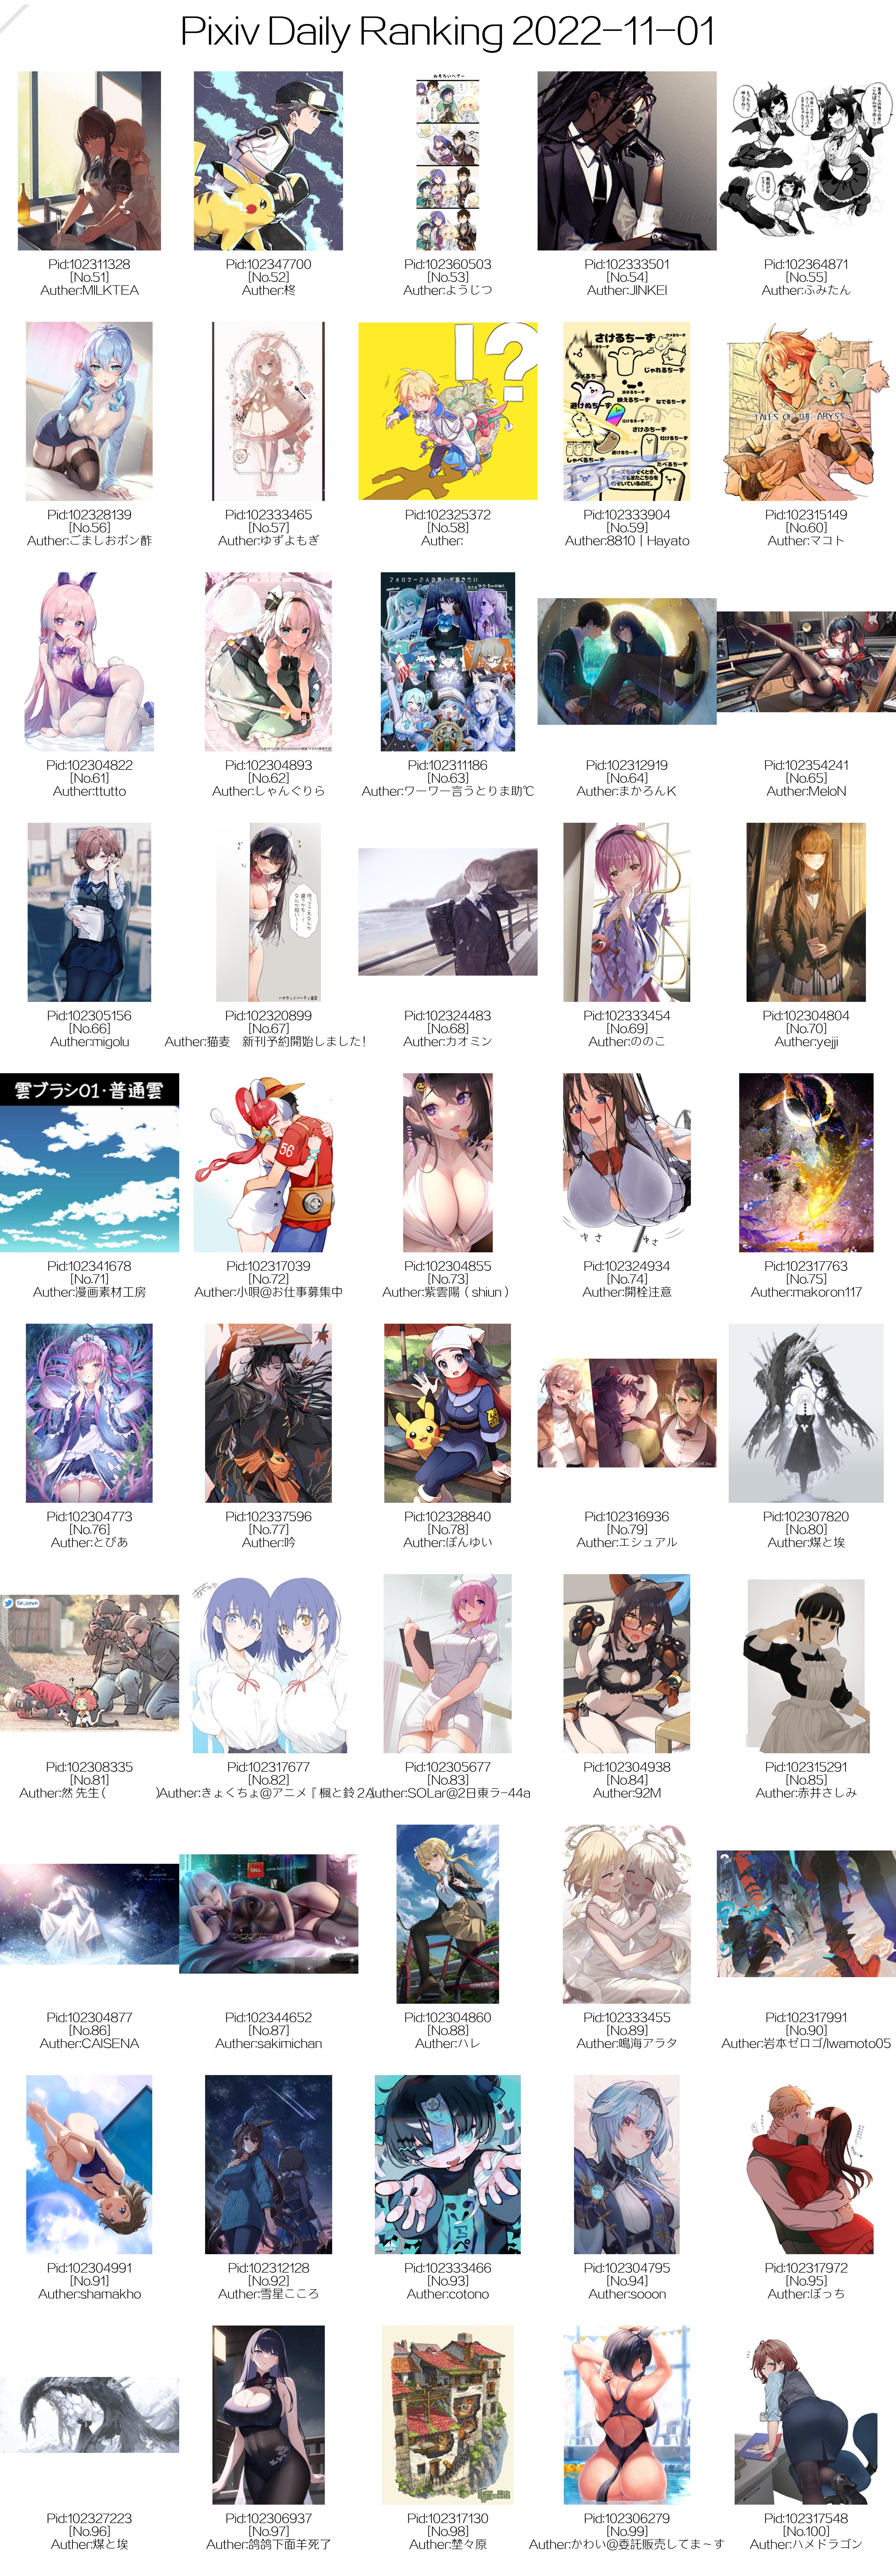 Pixiv Daily Ranking 2022-11-01
Pid:102311328
[No.51]
Auther:MILKTEA
Pid:102347700
[No.52]
Auther:柊
Pid:102360503
[No.53]
Auther:ようじつ
Pid:102333501
[No.54]
Auther:JINKEI
Pid:102364871
[No.55]
Auther:ふみたん
!?
さけるちーず
TALES OF THE ABYSS
Pid:102328139
[No.56]
Auther:ごましおポン酢
Pid:102333465
[No.57]
Auther:ゆずよもぎ
Pid:102325372
[No.58]
Auther:
Pid:102333904
[No.59]
Auther:8810 | Hayato
Pid:102315149
[No.60]
Auther:マコト
Pid:102304822
[No.61]
Auther:ttutto
Pid:102304893
[No.62]
Auther:しゃんぐりら
Pid:102311186
[No.63]
Auther:ワーワー言うとりま助℃
Pid:102312919
[No.64]
Auther:まかろんK
Pid:102354241
[No.65]
Auther:MeloN
Pid:102305156
[No.66]
Auther:migolu
Pid:102320899
[No.67]
Auther:猫麦　新刊予約開始しました!
Pid:102324483
[No.68]
Auther:カオミン
Pid:102333454
[No.69]
Auther:ののこ
Pid:102304804
[No.70]
Auther:yejji
雲ブラシ01・普通雲
56
ゆさ
ゆさ
Pid:102341678
[No.71]
Auther:漫画素材工房
Pid:102317039
[No.72]
Auther:小唄@お仕事募集中
Pid:102304855
[No.73]
Auther:紫雲陽 ( shiun )
Pid:102324934
[No.74]
Auther:開栓注意
Pid:102317763
[No.75]
Auther:makoron117
Pid:102304773
[No.76]
Auther:とぴあ
Pid:102337596
[No.77]
Auther:吟
Pid:102328840
[No.78]
Auther:ぽんゆい
Pid:102316936
[No.79]
Auther:エシュアル
Pid:102307820
[No.80]
Auther:煤と埃
Pid:102308335
[No.81]
Auther:然 先生 (　　　)
Pid:102317677
[No.82]
Auther:きょくちょ@アニメ『 楓と鈴 2
Pid:102305677
[No.83]
Auther:SOLar@2日東ラ-44a
Pid:102304938
[No.84]
Auther:92M
Pid:102315291
[No.85]
Auther:赤井さしみ
CALL
Pid:102304877
[No.86]
Auther:CAISENA
Pid:102344652
[No.87]
Auther:sakimichan
Pid:102304860
[No.88]
Auther:ハレ
Pid:102333455
[No.89]
Auther:鳴海アラタ
Pid:102317991
[No.90]
Auther:岩本ゼロゴ/Iwamoto05
Pid:102304991
[No.91]
Auther:shamakho
Pid:102312128
[No.92]
Auther:雪星こころ
Pid:102333466
[No.93]
Auther:cotono
Pid:102304795
[No.94]
Auther:sooon
Pid:102317972
[No.95]
Auther:ぼっち
Pid:102327223
[No.96]
Auther:煤と埃
Pid:102306937
[No.97]
Auther:鸽鸽下面羊死了
Pid:102317130
[No.98]
Auther:埜々原
Pid:102306279
[No.99]
Auther:かわい@委託販売してま~す
Pid:102317548
[No.100]
Auther:ハメドラゴン